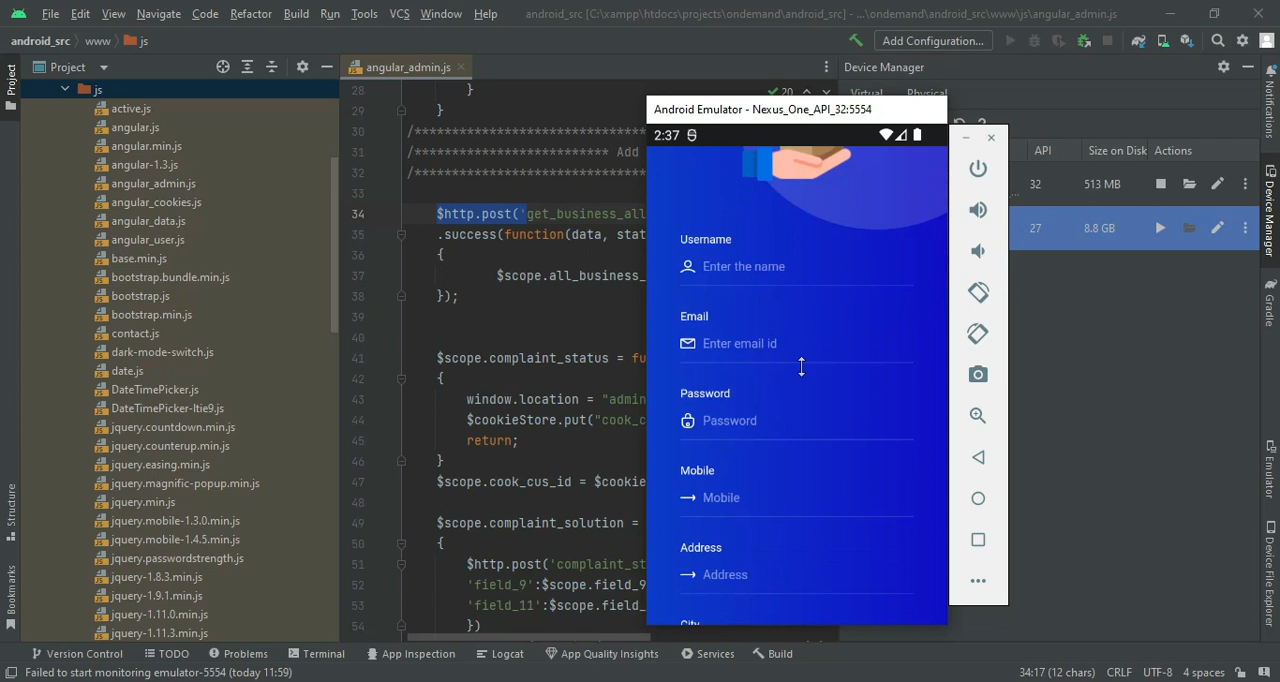 File Edit View Navigate Code Refactor Build Run Tools VCS Window Help android_src [C:\xampp\htdocs\projects\ondemand\android_src] - ...\ondemand\android_src\www\js\angular_admin.js
android_src www js Add Configuration...
Project angular_admin.js Device Manager
js
active.js
angular.js
angular.min.js
angular-1.3.js
angular_admin.js
angular_cookies.js
angular_data.js
angular_user.js
base.min.js
bootstrap.bundle.min.js
bootstrap.js
bootstrap.min.js
contact.js
dark-mode-switch.js
date.js
DateTimePicker.js
DateTimePicker-ltie9.js
jquery.countdown.min.js
jquery.counterup.min.js
jquery.easing.min.js
jquery.magnific-popup.min.js
jquery.min.js
jquery.mobile-1.3.0.min.js
jquery.mobile-1.4.5.min.js
jquery.passwordstrength.js
jquery-1.8.3.min.js
jquery-1.9.1.min.js
jquery-1.11.0.min.js
jquery-1.11.3.min.js
28 }
29 }
30 /*************************
31 /************************** Add
32 /*************************
33
34 $http.post('get_business_all
35 .success(function(data, stat
36 {
37 $scope.all_business_
38 });
39
40
41 $scope.complaint_status = fu
42 {
43 window.location = "admin
44 $cookieStore.put("cook_c
45 return;
46 }
47 $scope.cook_cus_id = $cookie
48
49 $scope.complaint_solution =
50 {
51 $http.post('complaint_st
52 'field_9':$scope.field_9
53 'field_11':$scope.field_
54 })
20
Virtual Physical
API Size on Disk Actions
32 513 MB
27 8.8 GB
Android Emulator - Nexus_One_API_32:5554
2:37
Username
Enter the name
Email
Enter email id
Password
Password
Mobile
Mobile
Address
Address
City
Project
Structure
Bookmarks
Notifications
Device Manager
Gradle
Emulator
Device File Explorer
Version Control TODO Problems Terminal App Inspection Logcat App Quality Insights Services Build
Failed to start monitoring emulator-5554 (today 11:59) 34:17 (12 chars) CRLF UTF-8 4 spaces